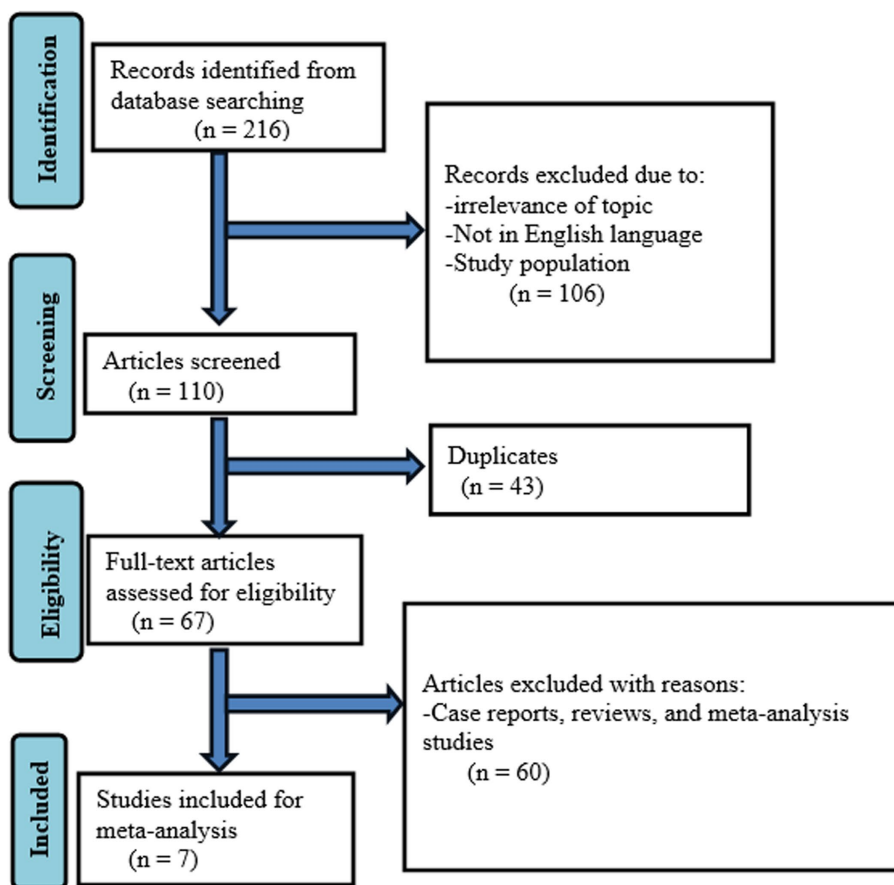 Identification
Records identified from
database searching
(n = 216)
Records excluded due to:
-irrelevance of topic
-Not in English language
-Study population
(n = 106)
Screening
Articles screened
(n = 110)
Duplicates
(n = 43)
Eligibility
Full-text articles
assessed for eligibility
(n = 67)
Articles excluded with reasons:
-Case reports, reviews, and meta-analysis
studies
(n = 60)
Included
Studies included for
meta-analysis
(n = 7)